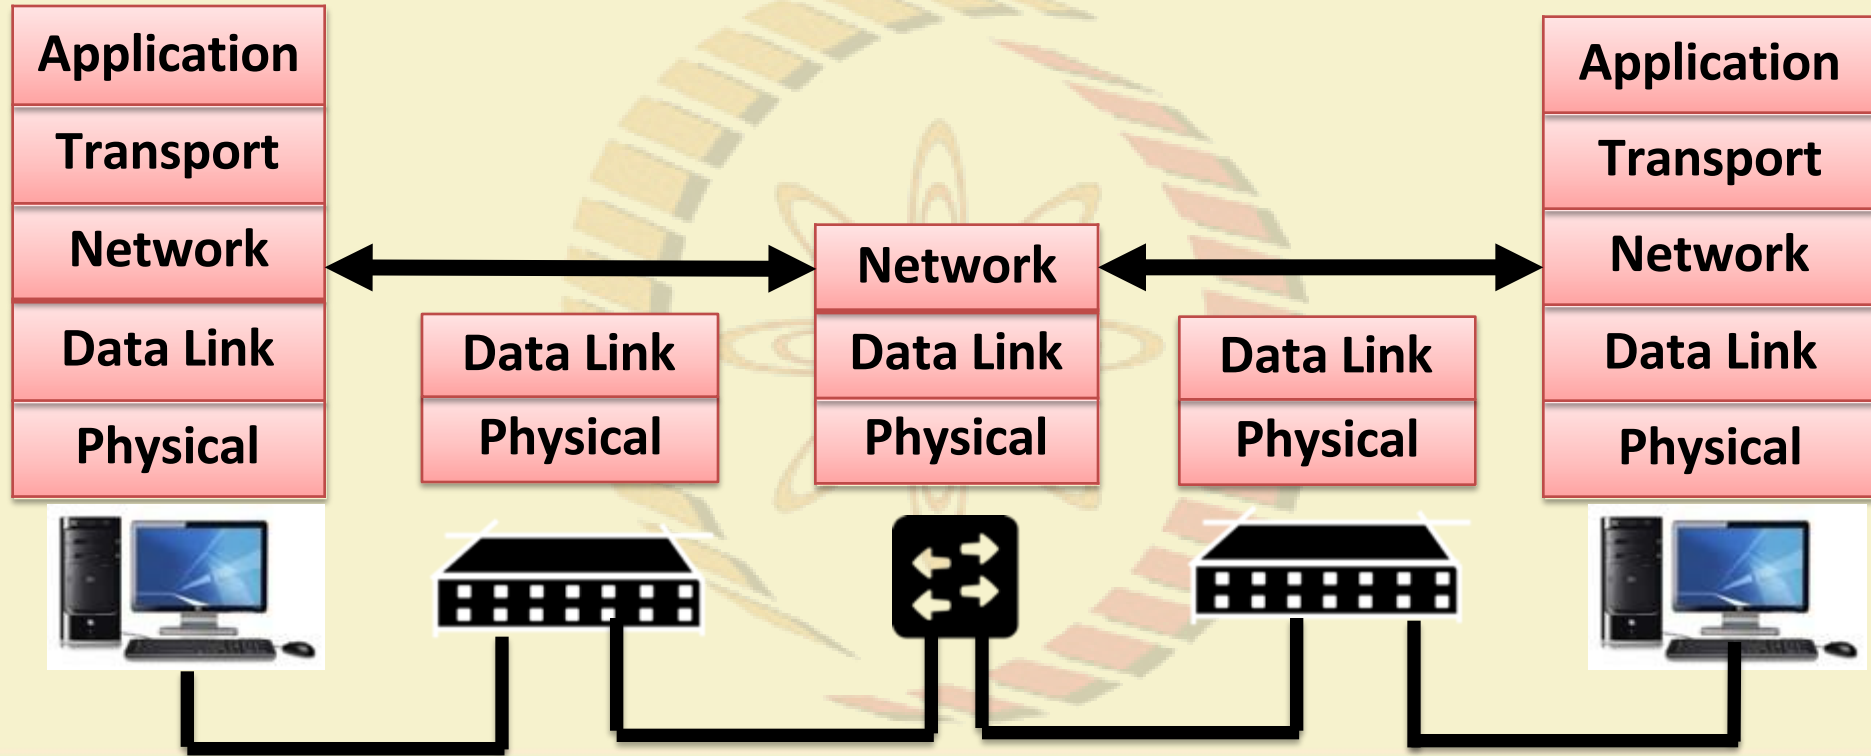 Application
Transport
Network
Data Link
Physical
Data Link
Physical
Network
Data Link
Physical
Data Link
Physical
Application
Transport
Network
Data Link
Physical